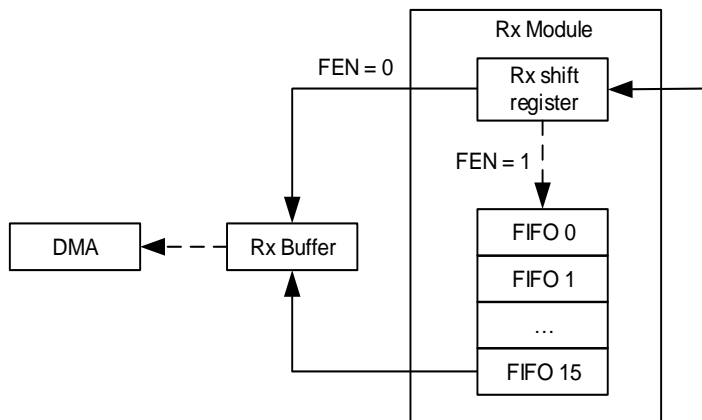 Rx Module
FEN = 0
Rx shift
register
FEN = 1
FIFO 0
DMA
Rx Buffer
FIFO 1
...
FIFO 15